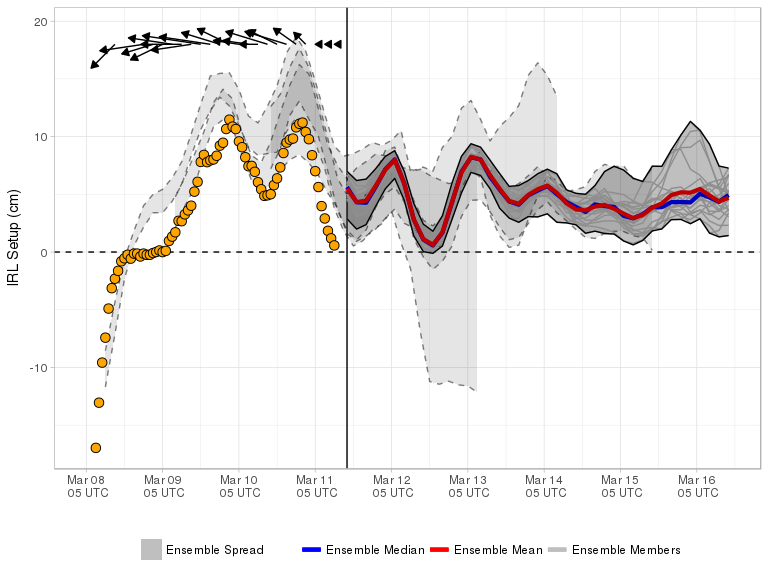 20
10
0
-10
IRL Setup (cm)
Mar 08 Mar 09 Mar 10 Mar 11 Mar 12 Mar 13 Mar 14 Mar 15 Mar 16
05 UTC 05 UTC 05 UTC 05 UTC 05 UTC 05 UTC 05 UTC 05 UTC 05 UTC
Ensemble Spread Ensemble Median Ensemble Mean Ensemble Members